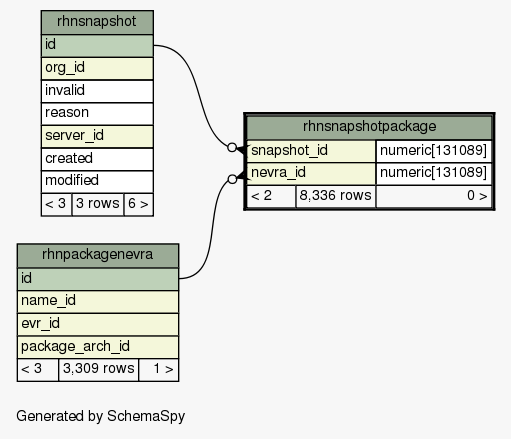 rhnsnapshot
id
org_id
invalid
reason
server_id
created
modified
< 3 3 rows 6 >
rhnsnapshotpackage
snapshot_id numeric[131089]
nevra_id numeric[131089]
< 2 8,336 rows 0 >
rhnpackagenevra
id
name_id
evr_id
package_arch_id
< 3 3,309 rows 1 >
Generated by SchemaSpy